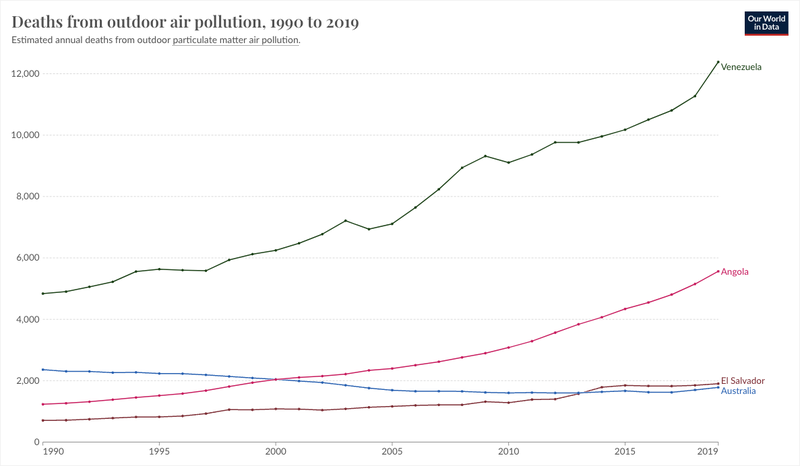 Deaths from outdoor air pollution, 1990 to 2019
Our World
in Data
Estimated annual deaths from outdoor particulate matter air pollution.
12,000
10,000
8,000
6,000
4,000
2,000
0
Venezuela
Angola
El Salvador
Australia
1990
1995
2000
2005
2010
2015
2019